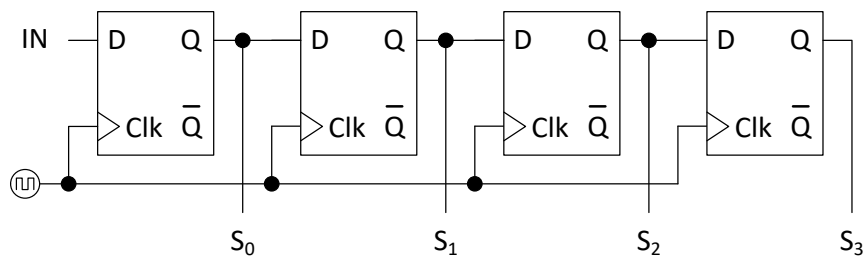 IN D Q D Q D Q D Q
Clk Q̅ Clk Q̅ Clk Q̅ Clk Q̅
S₀ S₁ S₂ S₃